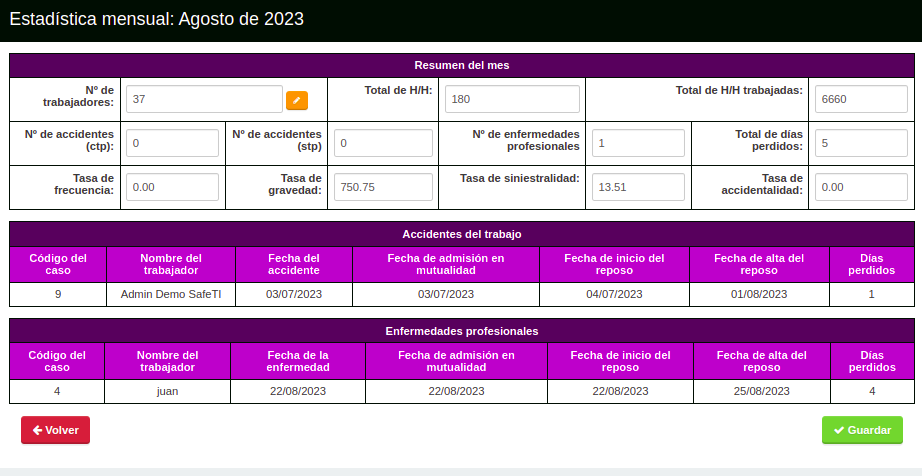 Estadística mensual: Agosto de 2023
Resumen del mes
Nº de trabajadores: 37 Total de H/H: 180 Total de H/H trabajadas: 6660
Nº de accidentes (ctp): 0 Nº de accidentes (stp) 0 Nº de enfermedades profesionales 1 Total de días perdidos: 5
Tasa de frecuencia: 0.00 Tasa de gravedad: 750.75 Tasa de siniestralidad: 13.51 Tasa de accidentalidad: 0.00
Accidentes del trabajo
Código del caso Nombre del trabajador Fecha del accidente Fecha de admisión en mutualidad Fecha de inicio del reposo Fecha de alta del reposo Días perdidos
9 Admin Demo SafeTI 03/07/2023 03/07/2023 04/07/2023 01/08/2023 1
Enfermedades profesionales
Código del caso Nombre del trabajador Fecha de la enfermedad Fecha de admisión en mutualidad Fecha de inicio del reposo Fecha de alta del reposo Días perdidos
4 juan 22/08/2023 22/08/2023 22/08/2023 25/08/2023 4
Volver Guardar